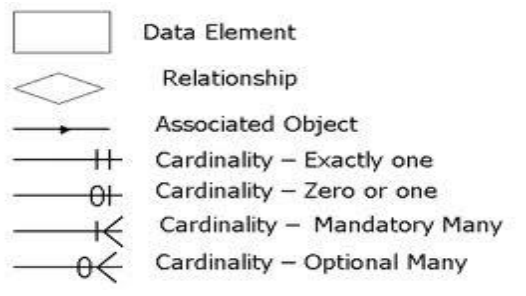 Data Element
Relationship
Associated Object
Cardinality – Exactly one
Cardinality – Zero or one
Cardinality – Mandatory Many
Cardinality – Optional Many